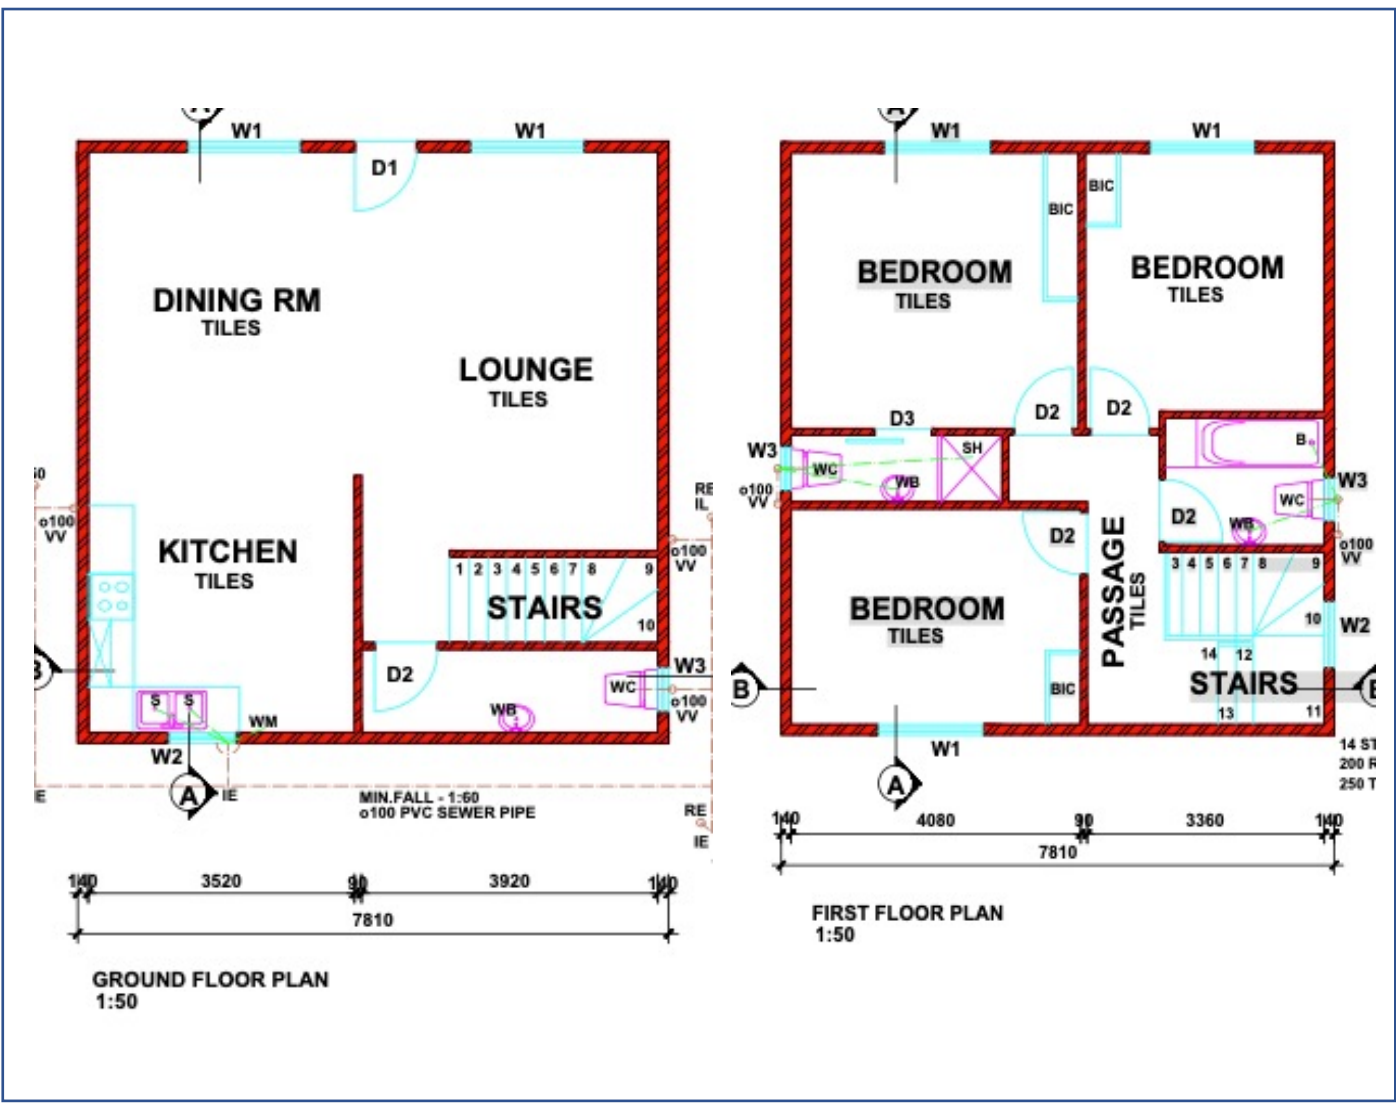 W1
W1
D1
DINING RM
TILES
LOUNGE
TILES
o100
VV
KITCHEN
TILES
RE
IL
o100
VV
1 2 3 4 5 6 7 8 9
STAIRS
10
D2
W3
WC
o100
VV
S S
WB
WM
W2
A
IE
MIN.FALL - 1:60
o100 PVC SEWER PIPE
RE
IE
140 3520 90 3920 140
7810
GROUND FLOOR PLAN
1:50
W1
W1
BIC
BIC
BEDROOM
TILES
BEDROOM
TILES
D2
D2
D3
W3
SH
WC
WB
o100
VV
B
W3
WC
D2
WB
o100
VV
D2
PASSAGE
TILES
3 4 5 6 7 8 9
10
W2
BEDROOM
TILES
14 12
STAIRS
B
BIC
13 11
W1
A
14 ST
200 R
250 T
140 4080 90 3360 140
7810
FIRST FLOOR PLAN
1:50